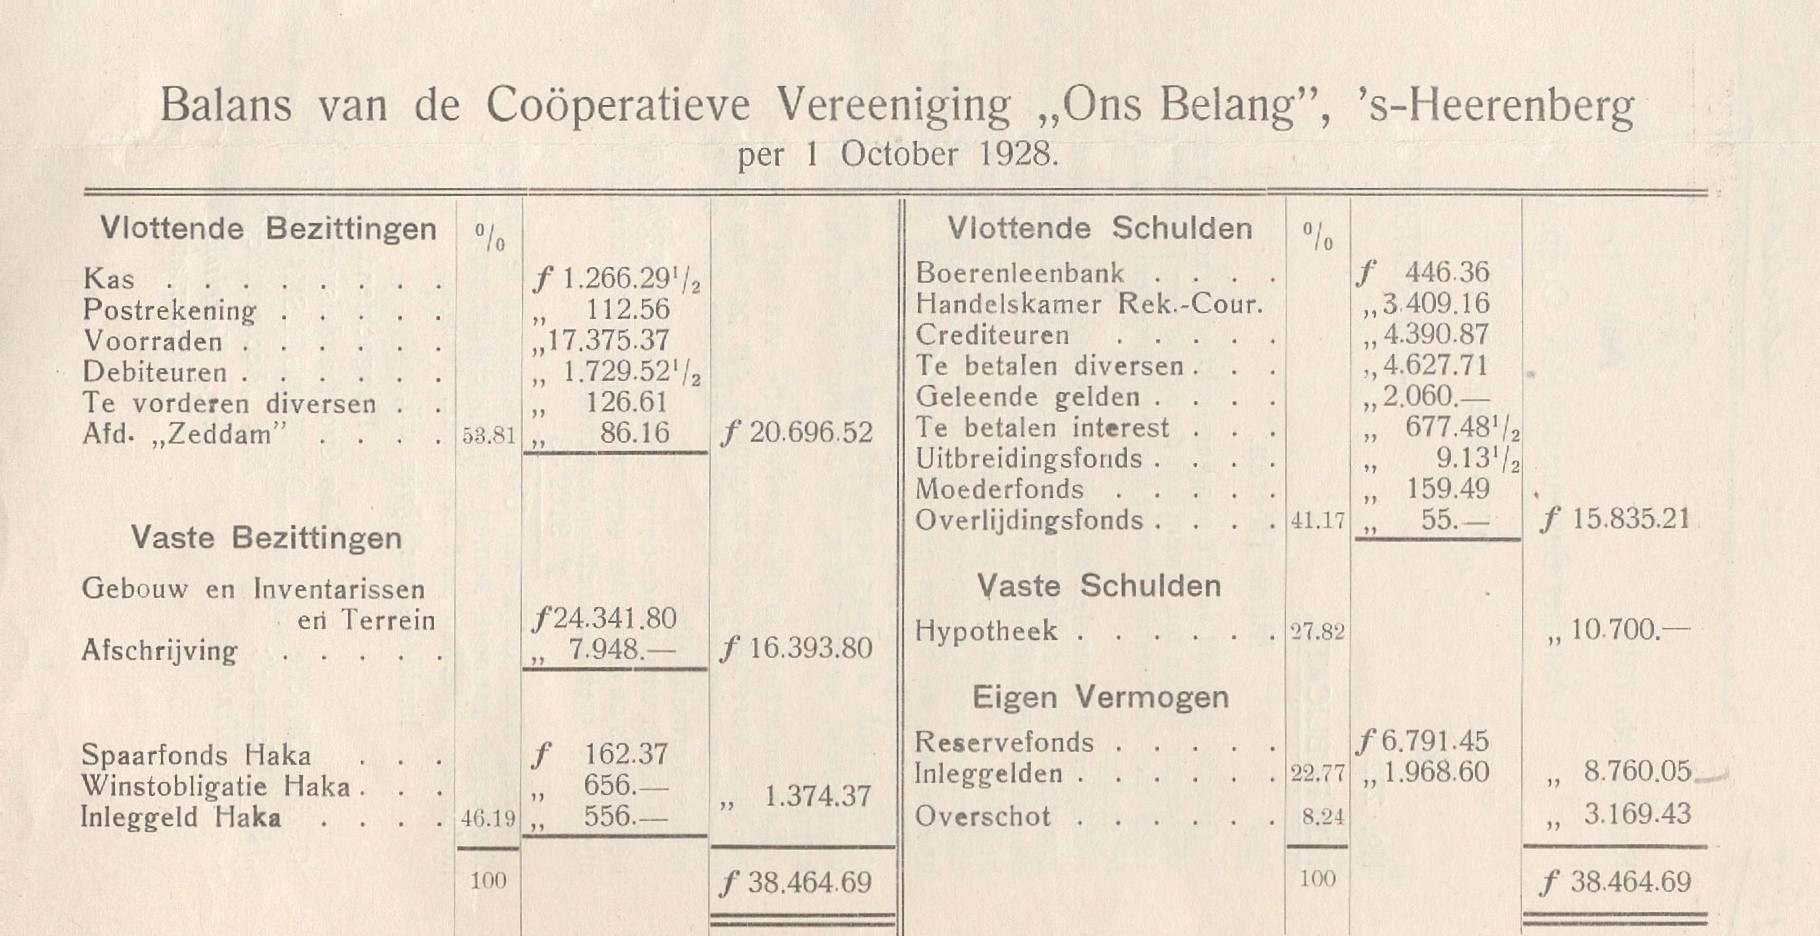 Balans van de Coöperatieve Vereeniging „Ons Belang”, 's-Heerenberg
per 1 October 1928.
Vlottende Bezittingen %
Kas . . . . . . . . f 1.266.29¹/₂
Postrekening . . . . . „ 112.56
Voorraden . . . . . . „17.375.37
Debiteuren . . . . . . „ 1.729.52¹/₂
Te vorderen diversen . . „ 126.61
Afd. „Zeddam” . . . . 53.81 „ 86.16 f 20.696.52
Vaste Bezittingen
Gebouw en Inventarissen
en Terrein f24.341.80
Afschrijving . . . . . „ 7.948.— f 16.393.80
Spaarfonds Haka . . . f 162.37
Winstobligatie Haka . . . „ 656.—
„ 1.374.37
Inleggeld Haka . . . . 46.19 „ 556.—
100 f 38.464.69
Vlottende Schulden %
Boerenleenbank . . . . f 446.36
Handelskamer Rek.-Cour. „3.409.16
Crediteuren . . . . . „4.390.87
Te betalen diversen . . . „4.627.71
Geleende gelden . . . . „2.060.—
Te betalen interest . . . „ 677.48¹/₂
Uitbreidingsfonds . . . . „ 9.13¹/₂
Moederfonds . . . . . „ 159.49
Overlijdingsfonds . . . . 41.17 „ 55.— f 15.835.21
Vaste Schulden
Hypotheek . . . . . . 27.82 „ 10.700.—
Eigen Vermogen
Reservefonds . . . . . f 6.791.45
Inleggelden . . . . . . 22.77 „ 1.968.60 „ 8.760.05
Overschot . . . . . . 8.24 „ 3.169.43
100 f 38.464.69